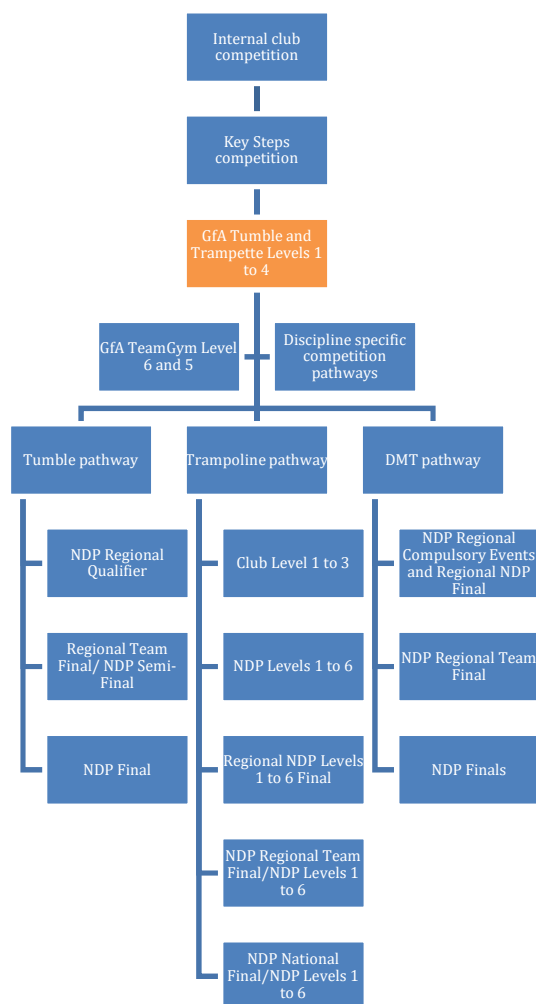 Internal club
competition
Key Steps
competition
GfA Tumble and
Trampette Levels 1
to 4
GfA TeamGym Level
6 and 5
Discipline specific
competition
pathways
Tumble pathway
Trampoline pathway
DMT pathway
NDP Regional
Qualifier
Regional Team
Final/ NDP Semi-
Final
NDP Final
Club Level 1 to 3
NDP Levels 1 to 6
Regional NDP Levels
1 to 6 Final
NDP Regional Team
Final/NDP Levels 1
to 6
NDP National
Final/NDP Levels 1
to 6
NDP Regional
Compulsory Events
and Regional NDP
Final
NDP Regional Team
Final
NDP Finals